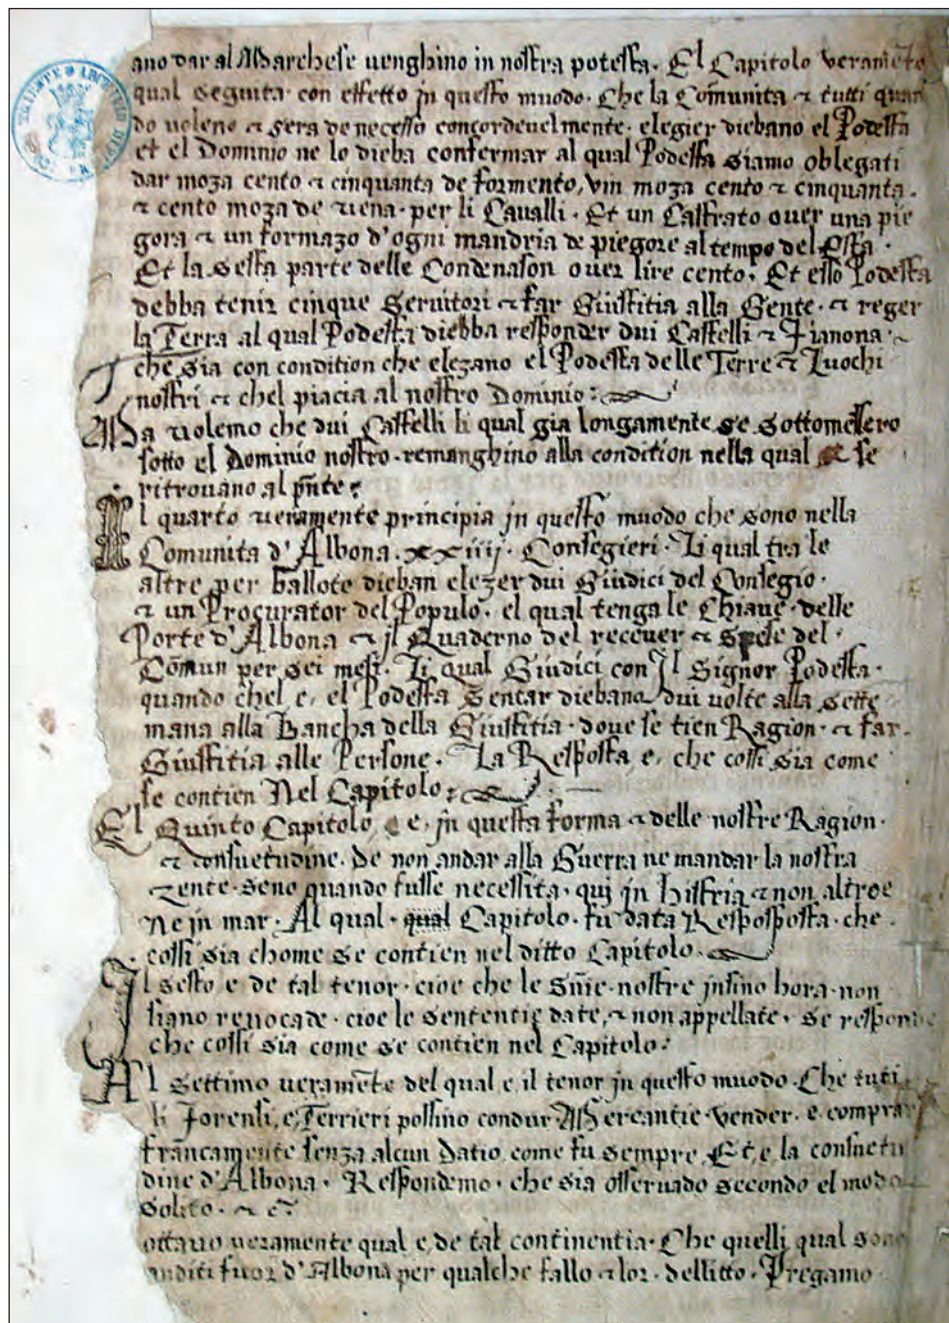 ano dar al Marchese uenghino in nostra potesta. El Capitolo veramēto
qual seguita con effetto jn questo muodo. Che la Comunita & tutti quan
do voleno & sera de necesso concordeuelmente. elegier diebano el Podesta
et el Dominio ne lo dieba confermar al qual Podesta siamo oblegati
dar moza cento & cinquanta de formento, vin moza cento & cinquanta.
& cento moza de uena. per li Caualli. Et un Castrato ouer una pie
gora & un formazo d'ogni mandria de piegore al tempo del Esta.
Et la sesta parte delle Condenason ouer lire cento. Et esso Podesta
debba tenir cinque Seruitori & far Giustitia alla Gente. & reger
la Terra al qual Podesta diebba responder dui Castelli & Fianona.
che sia con condition che elezano el Podesta delle Terre & Luochi
nostri & chel piacia al nostro Dominio:
Ma uolemo che dui Castelli li qual gia longamente se sottomessero
sotto el Dominio nostro. remanghino alla condition nella qual se
ritrouano al pñte:
Il quarto ueramente principia jn questo muodo che sono nella
Comunita d'Albona. xxiiij. Consegieri. Li qual fra le
altre per ballote dieban elezer dui Giudici del Consegio.
& un Procurator del Populo. el qual tenga le Chiaue. delle
Porte d'Albona & jl Quaderno del receuer & spese del.
Comun per sei mesi. Li qual Giudici con Jl Signor Podesta.
quando chel e, el Podesta Sentar diebano dui uolte alla sette
mana alla Bancha della Giustitia. doue se tien Ragion. & far.
Giustitia alle Persone. La Resposta e, che cossi sia come
se contien Nel Capitolo:
El Quinto Capitolo e, jn questa forma & delle nostre Ragion.
& consuetudine. De non andar alla Guerra ne mandar la nostra
zente. seno quando fusse necessita. qui jn histria & non altroe
Ne jn mar. Al qual. qual Capitolo. fu data Respospposta. che
cossi sia chome se contien nel ditto Capitolo.
Jl sesto e de tal tenor. cioe che le Sñie. nostre jnsino hora. non
siano reuocade. cioe le sententie date, & non appellate. Se respond
che cossi sia come se contien nel Capitolo:
Al settimo ueramēte del qual e il tenor jn questo muodo. Che tuti
li Forensi, e, Terrieri possino condur Mercantie. vender. e comprar
francamente senza alcun Datio come fu sempre, Et, e la consuetu
dine d'Albona. Respondemo. che sia osseruado secondo el modo
Solito. & c̃
ottauo ueramente qual e, de tal continentia. Che quelli qual sono
anditi fuor d'Albona per qualche fallo & lor. dellitto. Pregamo